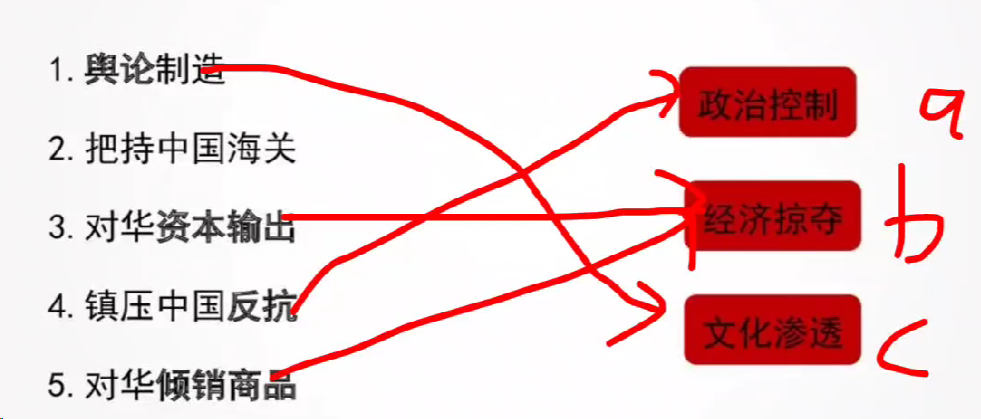 1. 舆论制造
政治控制 a
2. 把持中国海关
3. 对华资本输出
经济掠夺 b
4. 镇压中国反抗
文化渗透 c
5. 对华倾销商品